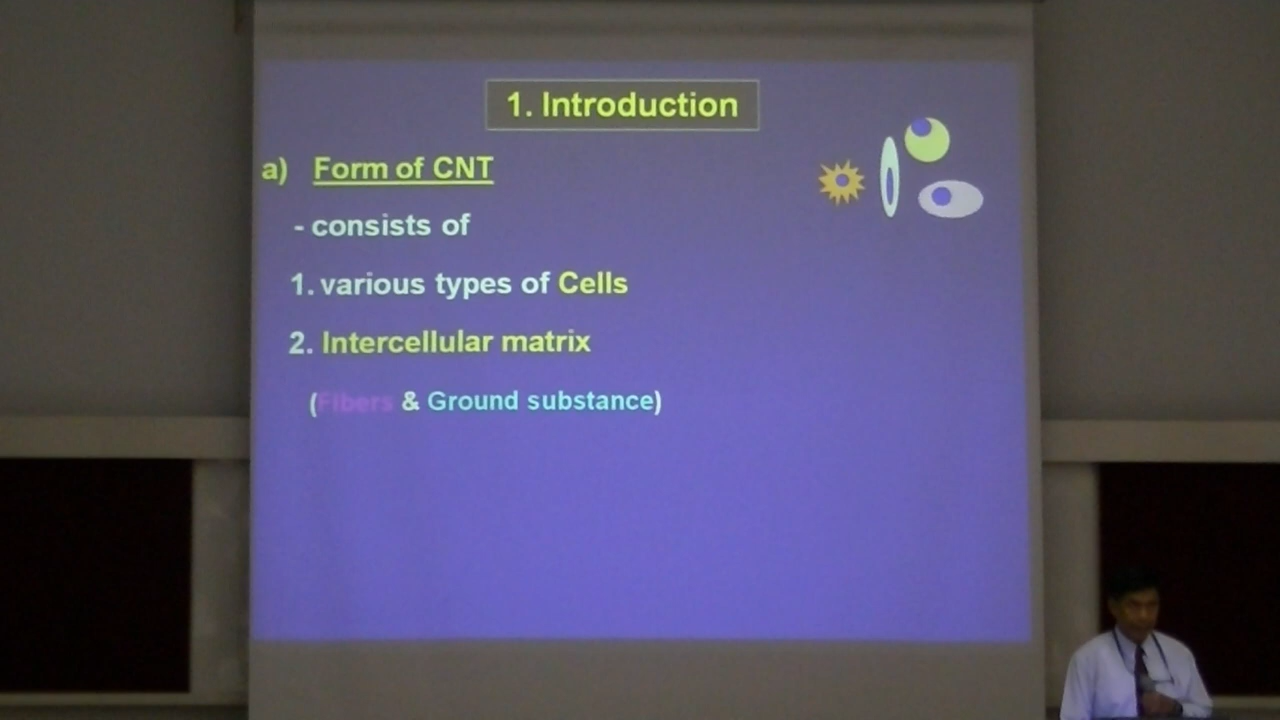 1. Introduction
a) Form of CNT
- consists of
1. various types of Cells
2. Intercellular matrix
(Fibers & Ground substance)